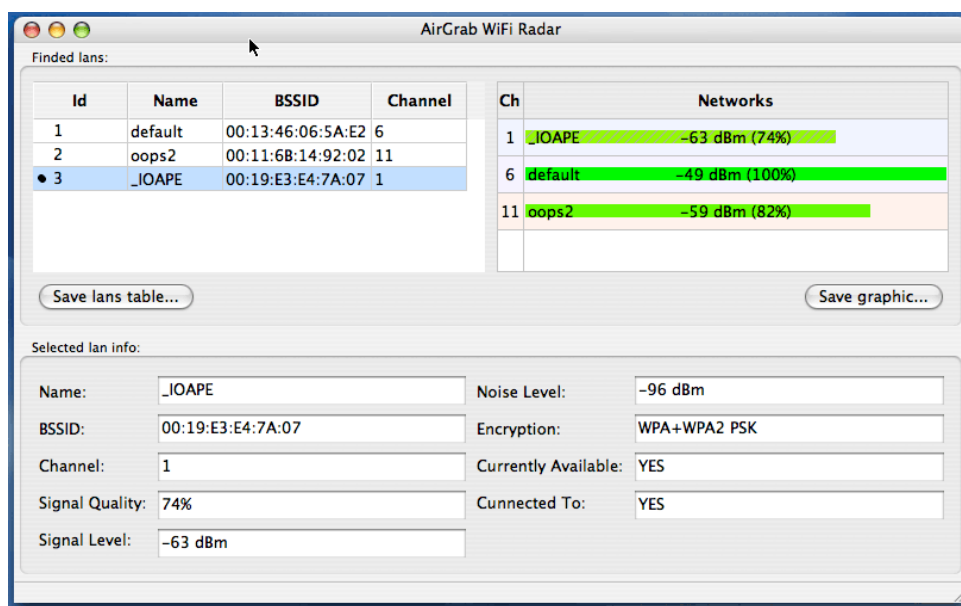 AirGrab WiFi Radar
Finded lans:
Id Name BSSID Channel
1 default 00:13:46:06:5A:E2 6
2 oops2 00:11:6B:14:92:02 11
3 _IOAPE 00:19:E3:E4:7A:07 1
Ch Networks
1 _IOAPE -63 dBm (74%)
6 default -49 dBm (100%)
11 oops2 -59 dBm (82%)
Save lans table...
Save graphic...
Selected lan info:
Name: _IOAPE
BSSID: 00:19:E3:E4:7A:07
Channel: 1
Signal Quality: 74%
Signal Level: -63 dBm
Noise Level: -96 dBm
Encryption: WPA+WPA2 PSK
Currently Available: YES
Cunnected To: YES